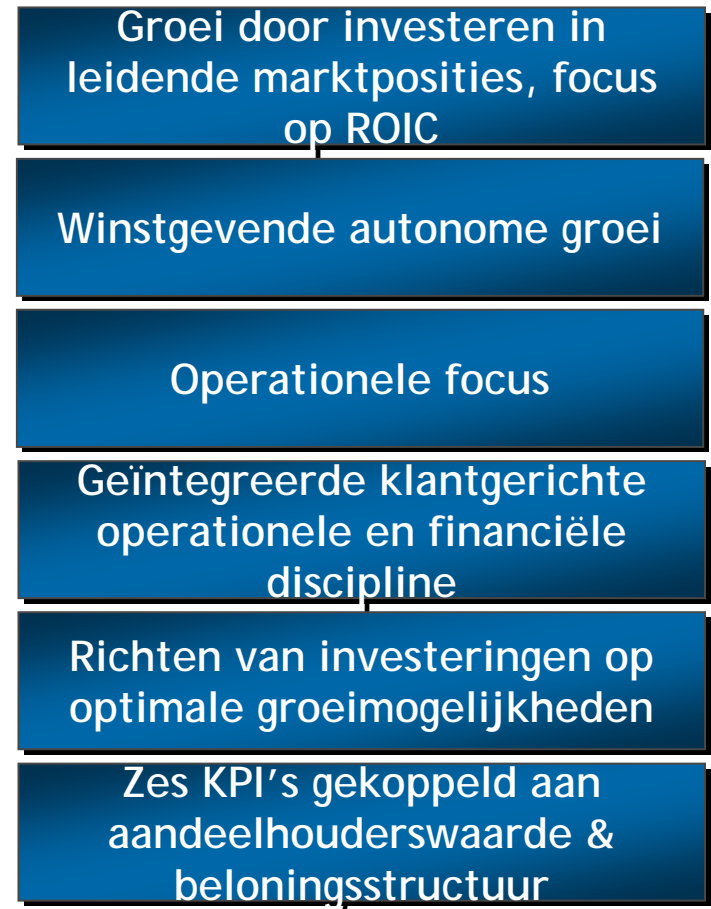 Groei door investeren in
leidende marktposities, focus
op ROIC
Winstgevende autonome groei
Operationele focus
Geïntegreerde klantgerichte
operationele en financiële
discipline
Richten van investeringen op
optimale groeimogelijkheden
Zes KPI's gekoppeld aan
aandeelhouderswaarde &
beloningsstructuur